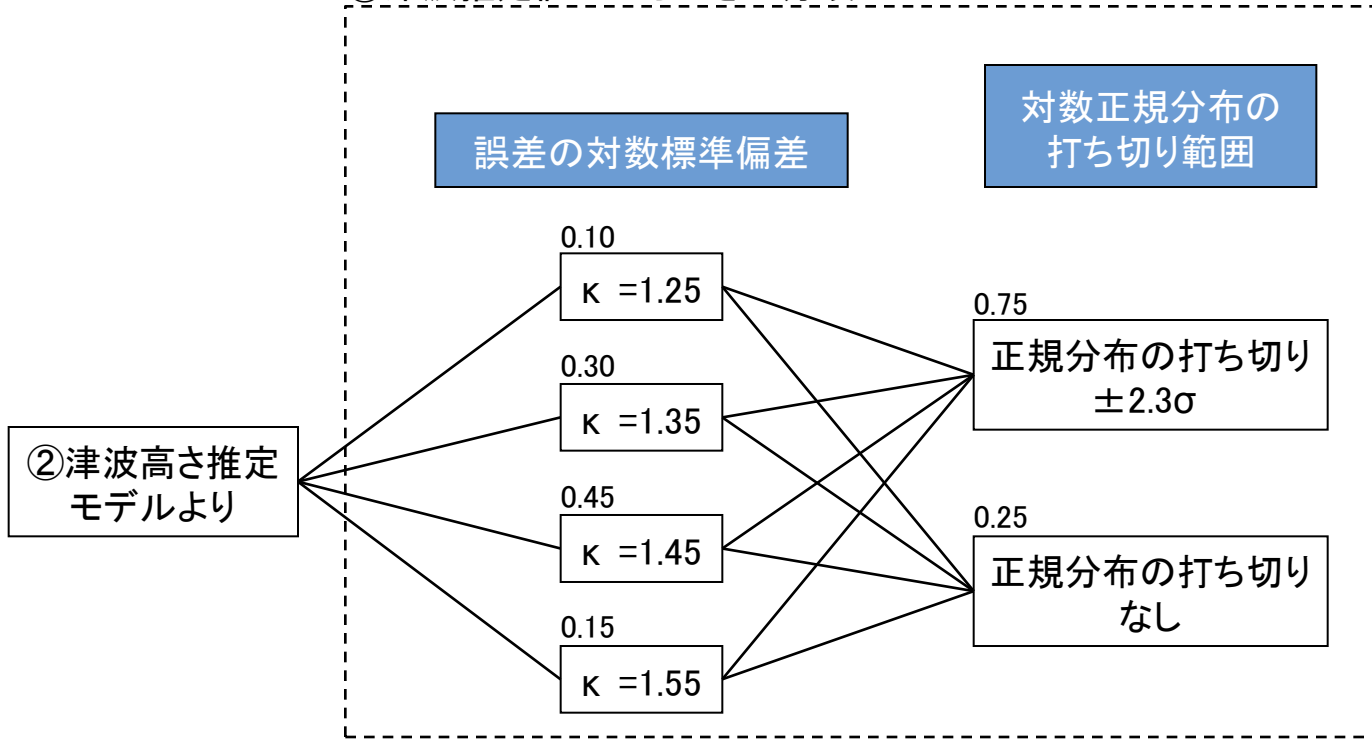 誤差の対数標準偏差
対数正規分布の
打ち切り範囲
0.10
κ =1.25
0.30
κ =1.35
0.45
κ =1.45
0.15
κ =1.55
0.75
正規分布の打ち切り
±2.3σ
0.25
正規分布の打ち切り
なし
②津波高さ推定
モデルより